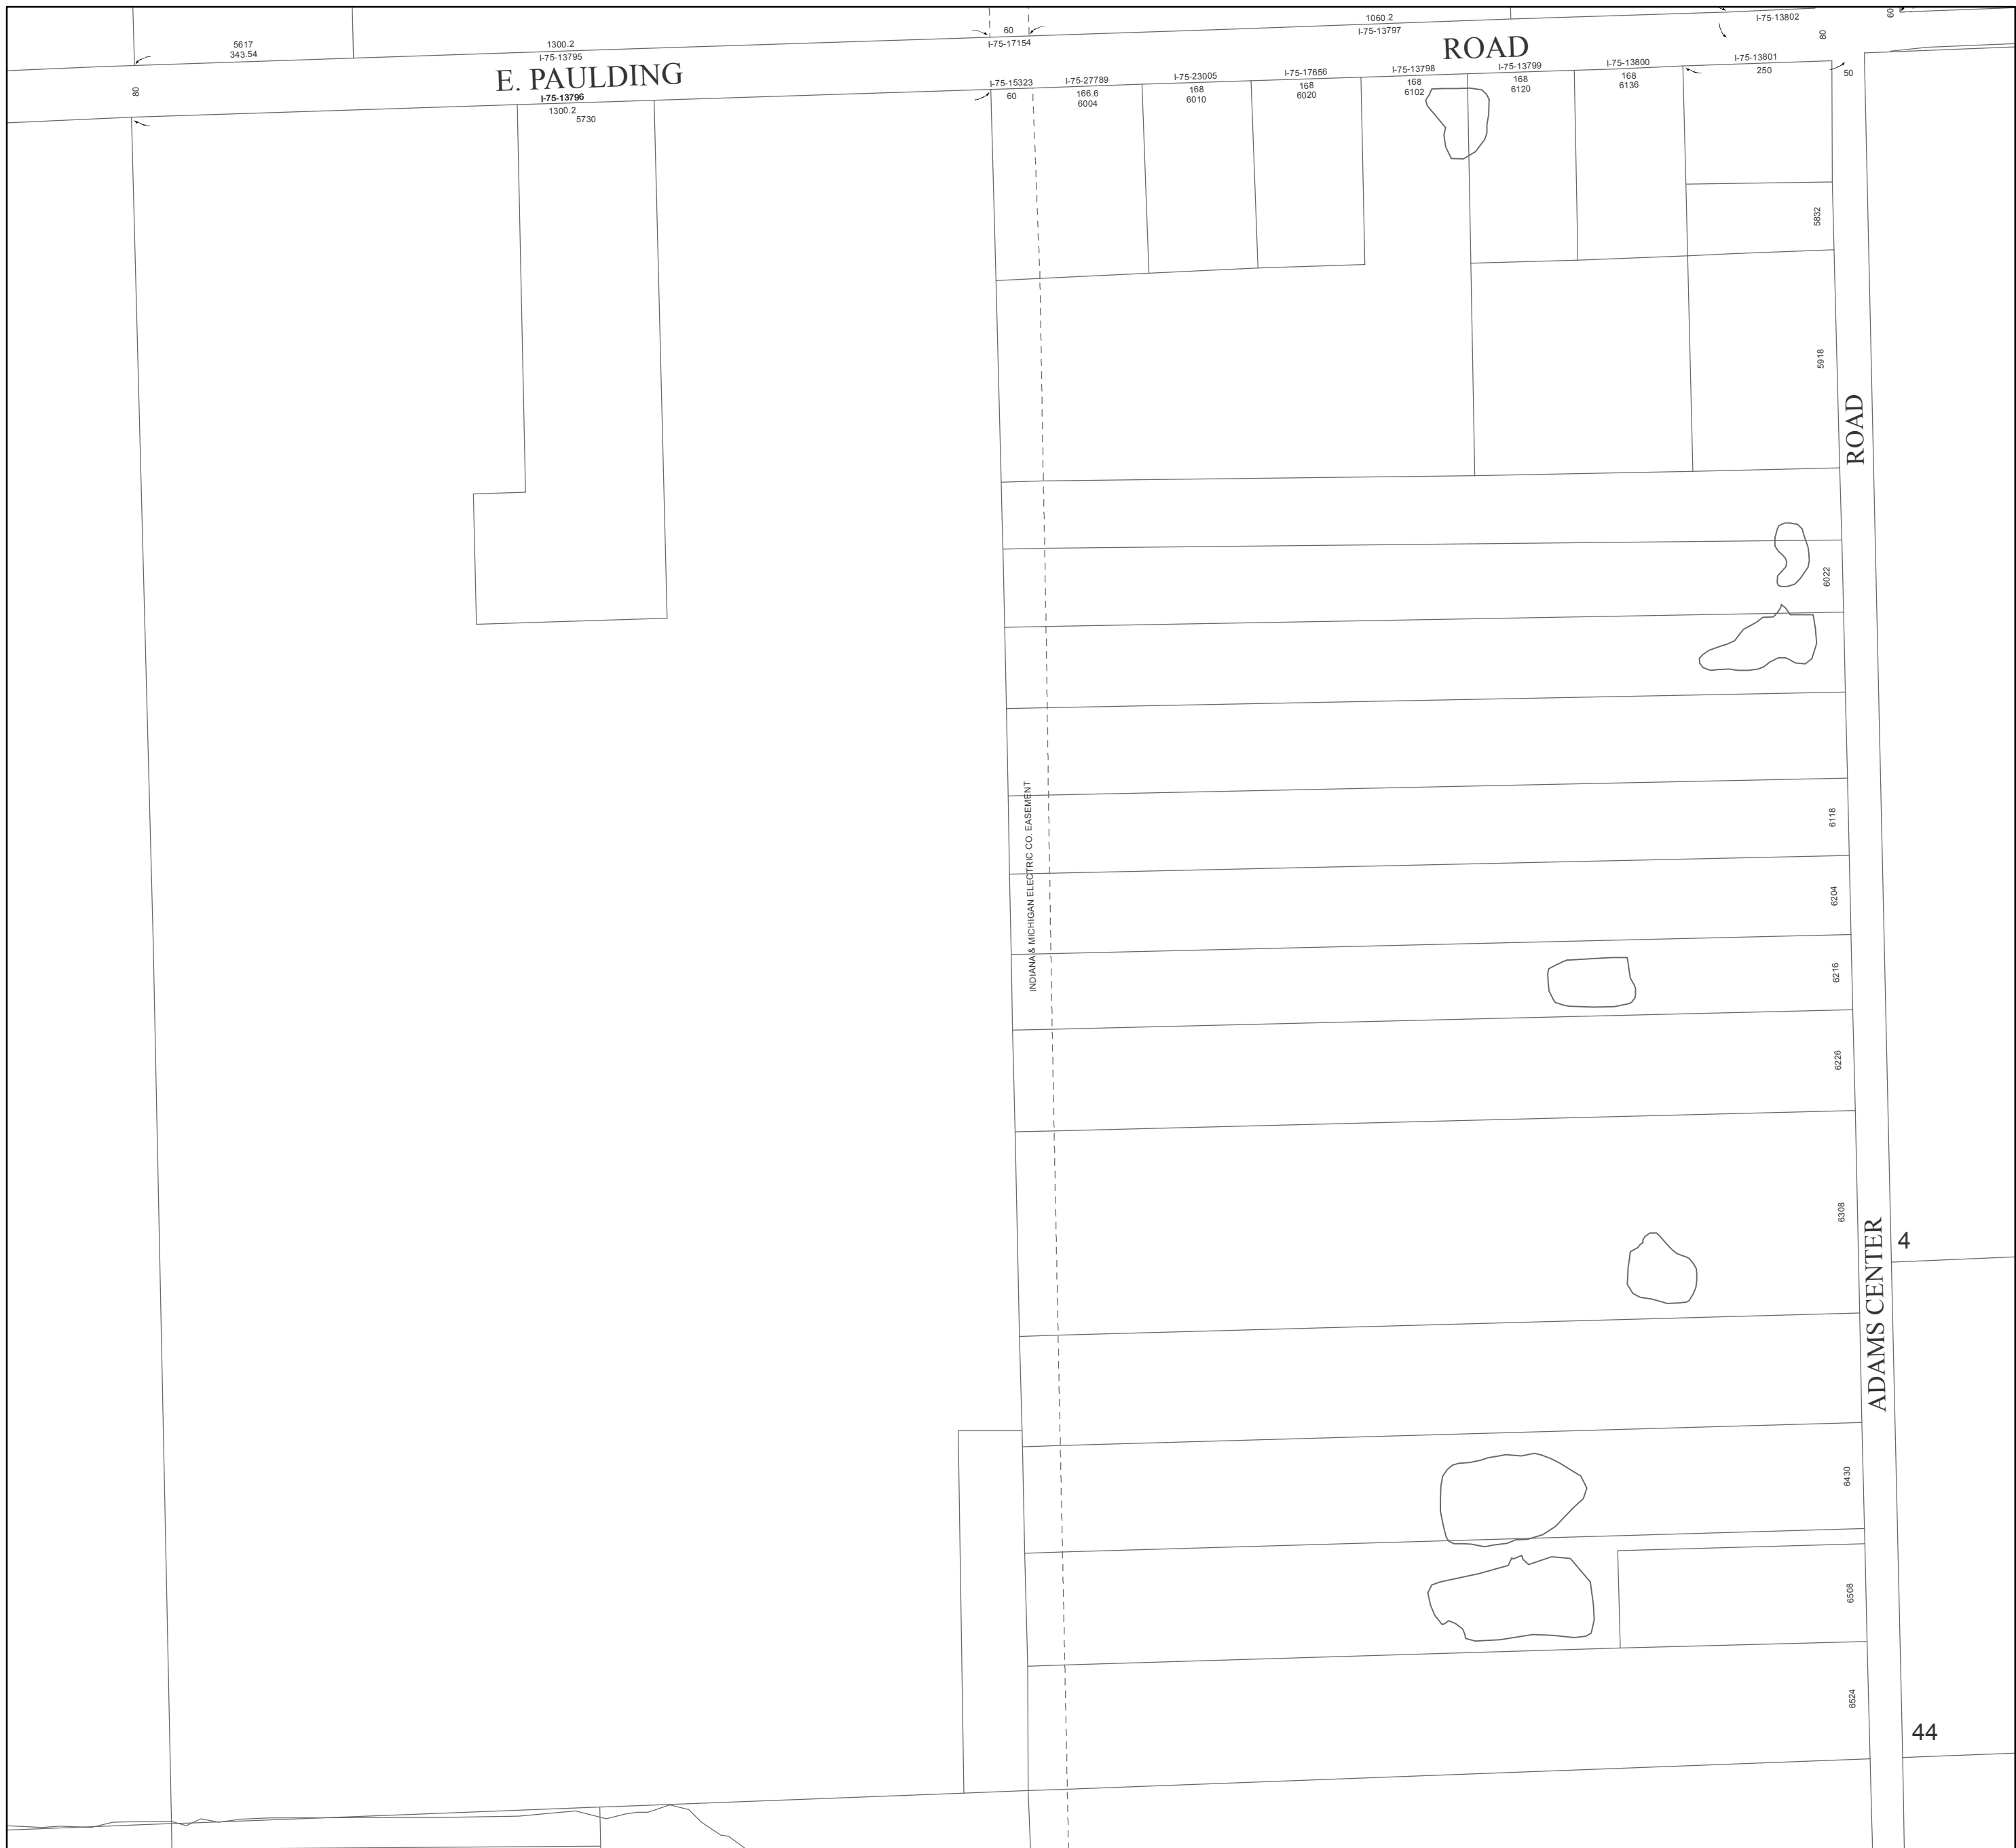 5617
343.54
1300.2
I-75-13795
60
I-75-17154
1060.2
I-75-13797
I-75-13802
60
80
80
E. PAULDING
ROAD
I-75-13796
1300.2
5730
I-75-15323
60
I-75-27789
166.6
6004
I-75-23005
168
6010
I-75-17656
168
6020
I-75-13798
168
6102
I-75-13799
168
6120
I-75-13800
168
6136
I-75-13801
250
50
5832
5918
ROAD
6022
INDIANA & MICHIGAN ELECTRIC CO. EASEMENT
6118
6204
6216
6226
6308
4
ADAMS CENTER
6430
6508
6524
44